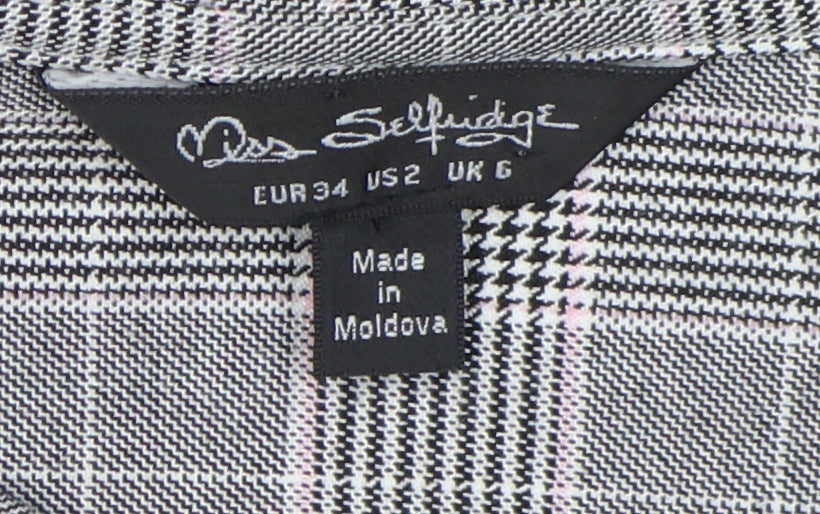 Miss Selfridge
EUR 34 US 2 UK 6
Made
in
Moldova